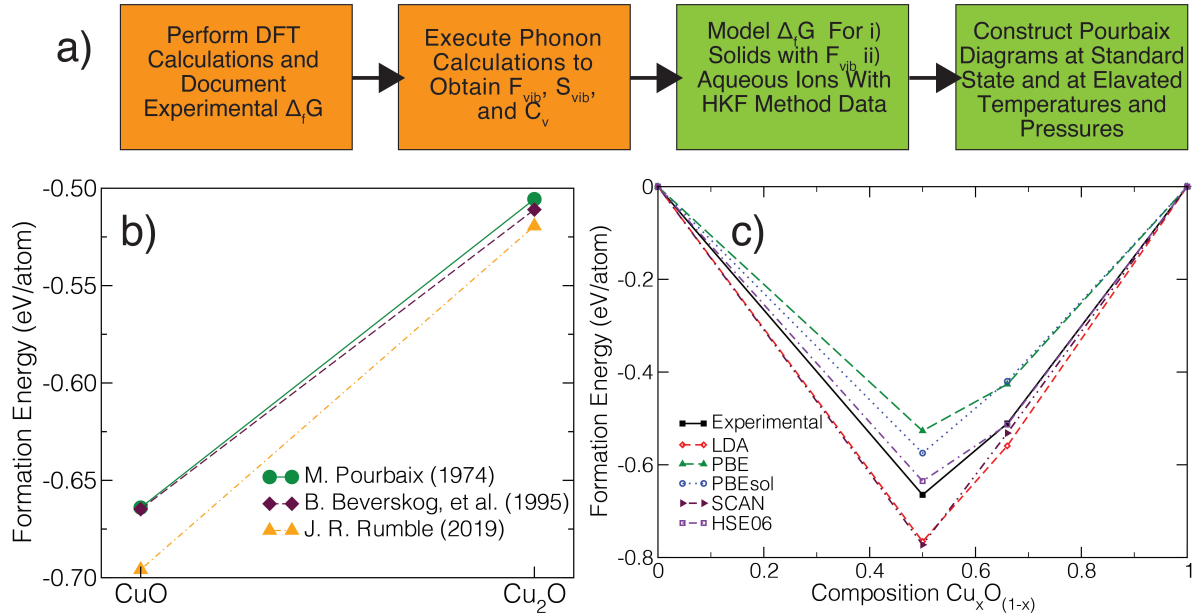 a)
Perform DFT
Calculations and
Document
Experimental ΔfG
Execute Phonon
Calculations to
Obtain Fvib, Svib,
and Cv
Model ΔfG For i)
Solids with Fvib ii)
Aqueous Ions With
HKF Method Data
Construct Pourbaix
Diagrams at Standard
State and at Elavated
Temperatures and
Pressures
b)
Formation Energy (eV/atom)
-0.50
-0.55
-0.60
-0.65
-0.70
CuO
Cu2O
M. Pourbaix (1974)
B. Beverskog, et al. (1995)
J. R. Rumble (2019)
c)
Formation Energy (eV/atom)
0
-0.2
-0.4
-0.6
-0.8
0
0.2
0.4
0.6
0.8
1
Composition CuxO(1-x)
Experimental
LDA
PBE
PBEsol
SCAN
HSE06